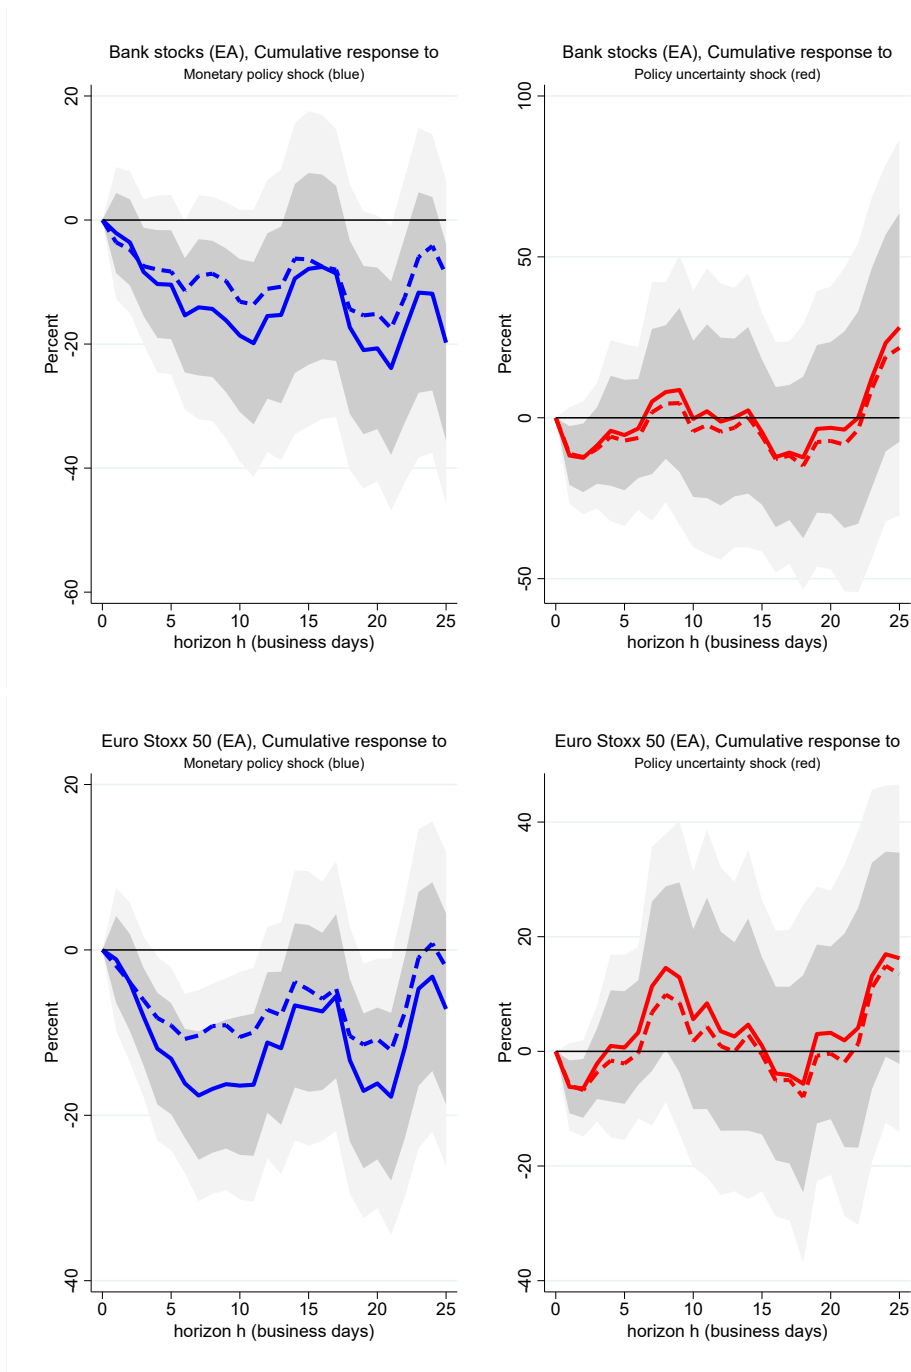 Bank stocks (EA), Cumulative response to
Monetary policy shock (blue)
20
0
20
-40
-60
Percent
0 5 10 15 20 25
horizon h (business days)
Bank stocks (EA), Cumulative response to
Policy uncertainty shock (red)
100
50
0
-50
Percent
0 5 10 15 20 25
horizon h (business days)
Euro Stoxx 50 (EA), Cumulative response to
Monetary policy shock (blue)
20
0
-20
-40
Percent
0 5 10 15 20 25
horizon h (business days)
Euro Stoxx 50 (EA), Cumulative response to
Policy uncertainty shock (red)
40
20
0
-20
-40
Percent
0 5 10 15 20 25
horizon h (business days)